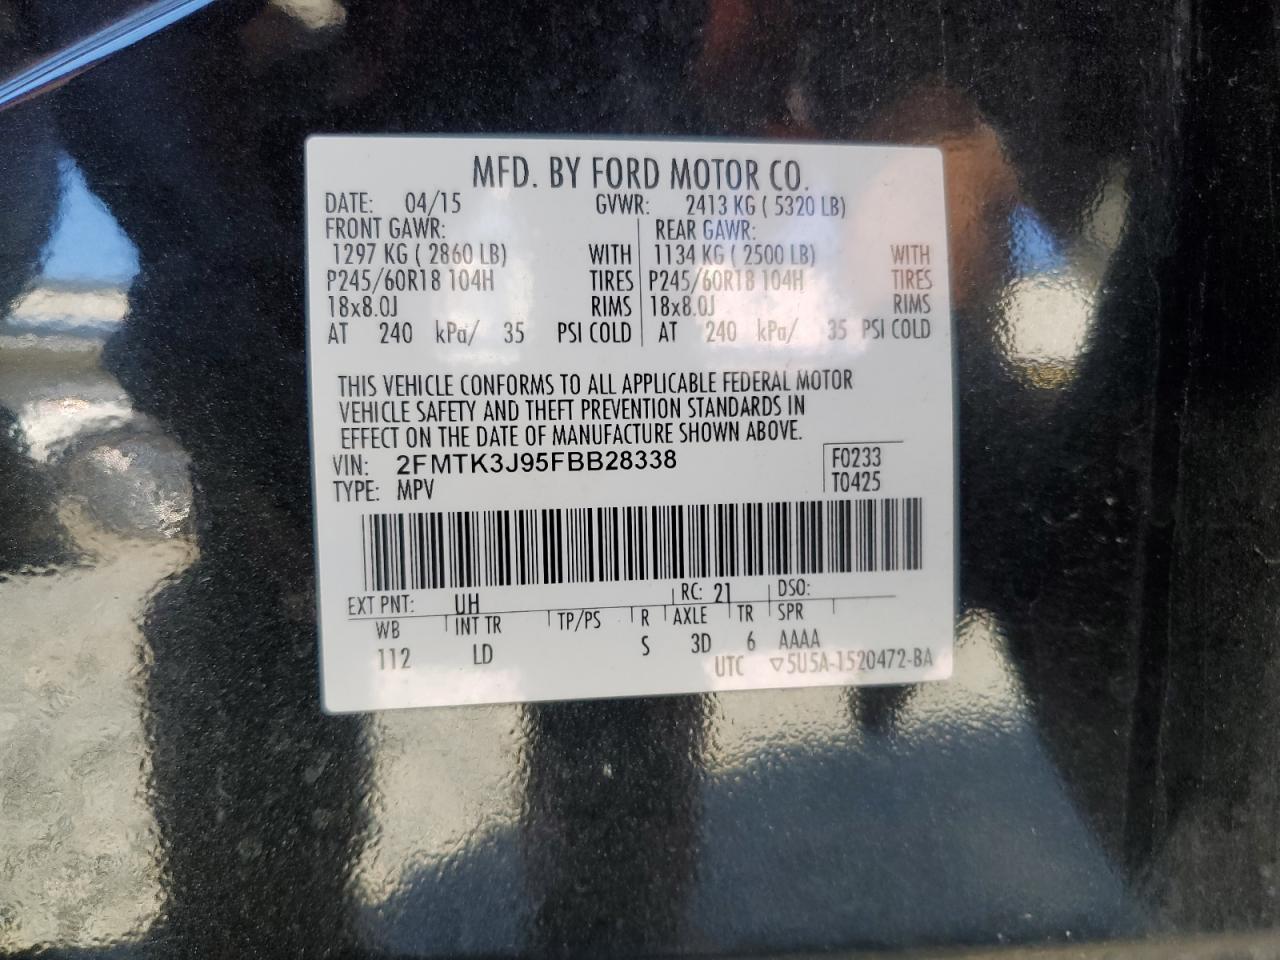 MFD. BY FORD MOTOR CO.
DATE: 04/15 GVWR: 2413 KG ( 5320 LB)
FRONT GAWR: REAR GAWR:
1297 KG ( 2860 LB) WITH 1134 KG ( 2500 LB) WITH
P245/60R18 104H TIRES P245/60R18 104H TIRES
18x8.0J RIMS 18x8.0J RIMS
AT 240 kPa/ 35 PSI COLD AT 240 kPa/ 35 PSI COLD
THIS VEHICLE CONFORMS TO ALL APPLICABLE FEDERAL MOTOR
VEHICLE SAFETY AND THEFT PREVENTION STANDARDS IN
EFFECT ON THE DATE OF MANUFACTURE SHOWN ABOVE.
VIN: 2FMTK3J95FBB28338 F0233
TYPE: MPV T0425
EXT PNT: UH RC: 21 DSO:
WB INT TR TP/PS R AXLE TR SPR
112 LD S 3D 6 AAAA
UTC ▽5U5A-1520472-BA